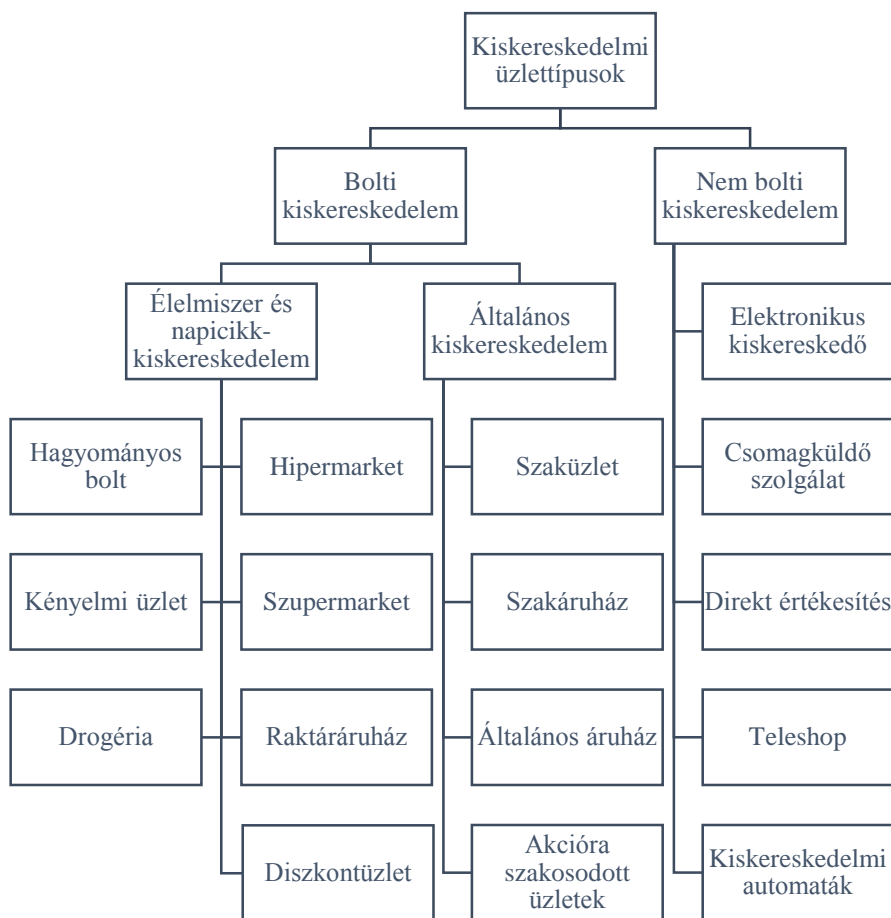 Kiskereskedelmi
üzlettípusok
Bolti
kiskereskedelem
Nem bolti
kiskereskedelem
Élelmiszer és
napicikk-
kiskereskedelem
Általános
kiskereskedelem
Elektronikus
kiskereskedő
Hagyományos
bolt
Hipermarket
Szaküzlet
Csomagküldő
szolgálat
Kényelmi üzlet
Szupermarket
Szakáruház
Direkt értékesítés
Drogéria
Raktáráruház
Általános áruház
Teleshop
Diszkontüzlet
Akcióra
szakosodott
üzletek
Kiskereskedelmi
automaták